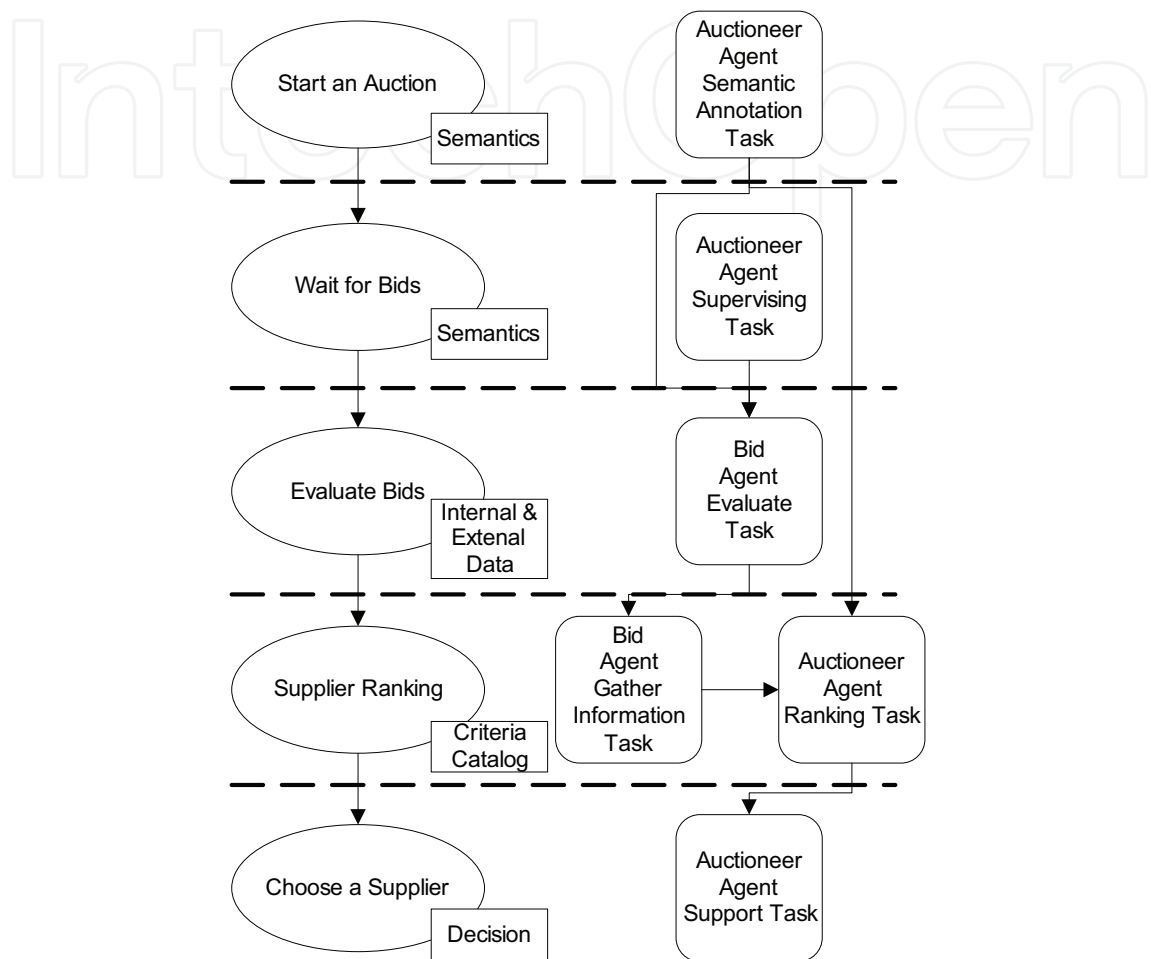 IntechOpen
Start an Auction
Semantics
Auctioneer
Agent
Semantic
Annotation
Task
Wait for Bids
Semantics
Auctioneer
Agent
Supervising
Task
Evaluate Bids
Internal &
Extenal
Data
Bid
Agent
Evaluate
Task
Supplier Ranking
Criteria
Catalog
Bid
Agent
Gather
Information
Task
Auctioneer
Agent
Ranking Task
Choose a Supplier
Decision
Auctioneer
Agent
Support Task